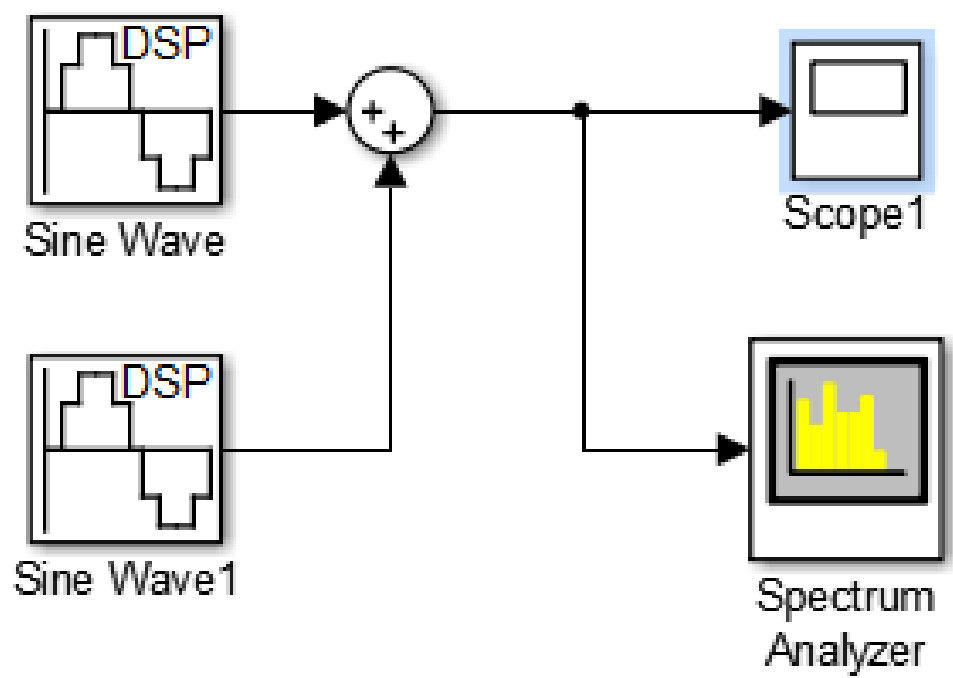 DSP
Sine Wave
+
+
Scope1
DSP
Sine Wave1
Spectrum
Analyzer